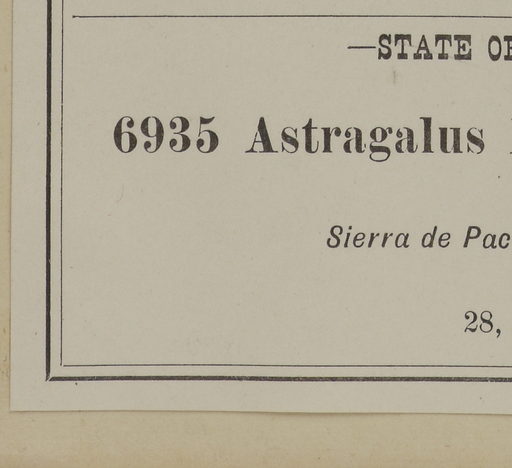 —STATE OF
6935 Astragalus
Sierra de Pac
28,